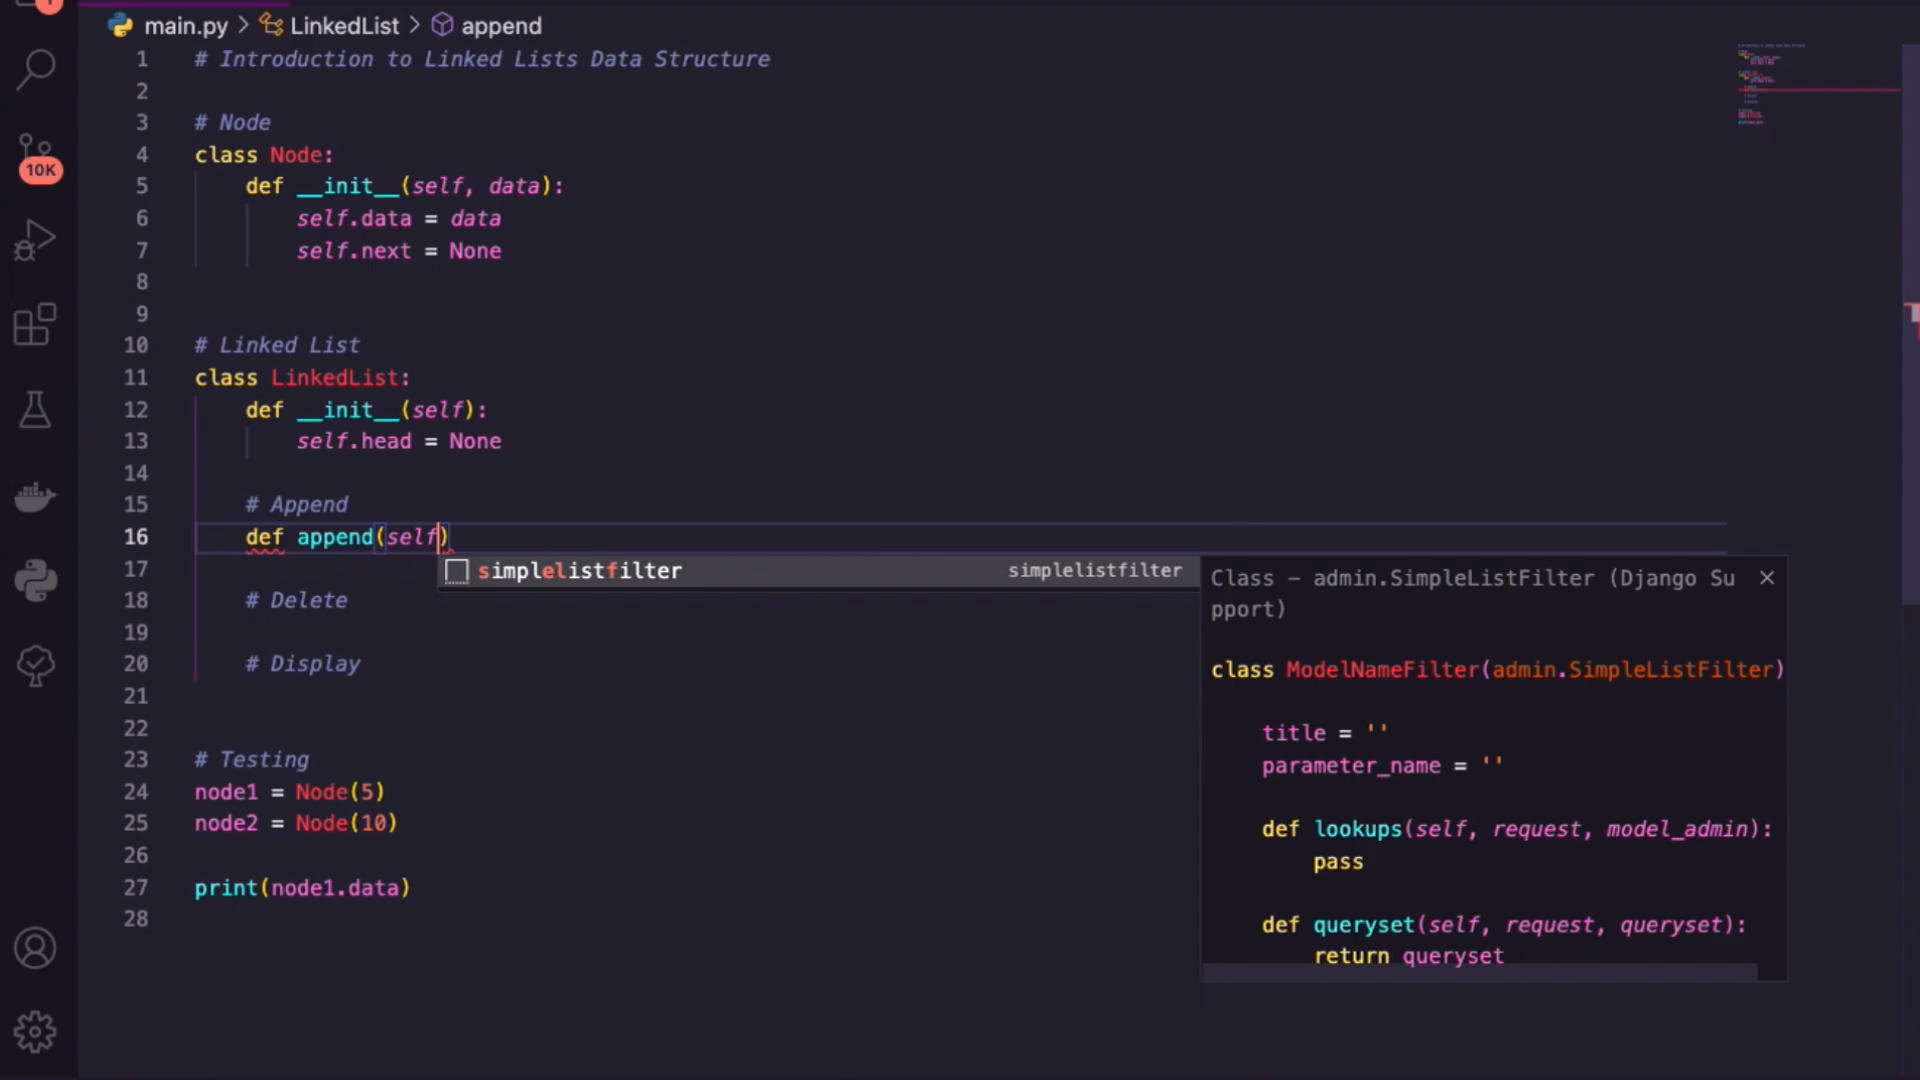 main.py > LinkedList > append
1 # Introduction to Linked Lists Data Structure
2
3 # Node
4 class Node:
5 def __init__(self, data):
6 self.data = data
7 self.next = None
8
9
10 # Linked List
11 class LinkedList:
12 def __init__(self):
13 self.head = None
14
15 # Append
16 def append(self)
17
18 # Delete
19
20 # Display
21
22
23 # Testing
24 node1 = Node(5)
25 node2 = Node(10)
26
27 print(node1.data)
28
10K
simplelistfilter simplelistfilter
Class – admin.SimpleListFilter (Django Su
pport)
class ModelNameFilter(admin.SimpleListFilter)
title = ''
parameter_name = ''
def lookups(self, request, model_admin):
pass
def queryset(self, request, queryset):
return queryset